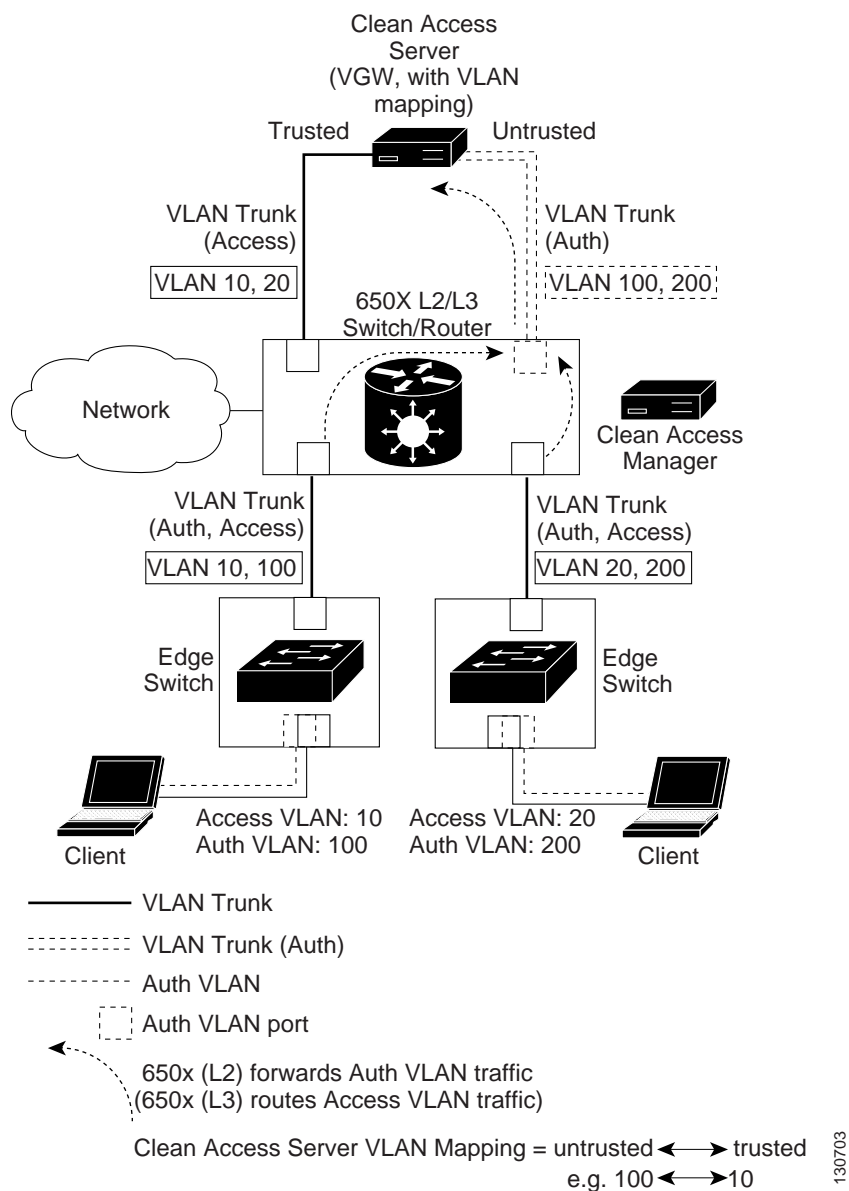 Clean Access
Server
(VGW, with VLAN
mapping)
Trusted
Untrusted
VLAN Trunk
(Access)
VLAN 10, 20
VLAN Trunk
(Auth)
VLAN 100, 200
650X L2/L3
Switch/Router
Network
Clean Access
Manager
VLAN Trunk
(Auth, Access)
VLAN 10, 100
VLAN Trunk
(Auth, Access)
VLAN 20, 200
Edge
Switch
Edge
Switch
Access VLAN: 10
Auth VLAN: 100
Access VLAN: 20
Auth VLAN: 200
Client
Client
VLAN Trunk
VLAN Trunk (Auth)
Auth VLAN
Auth VLAN port
650x (L2) forwards Auth VLAN traffic
(650x (L3) routes Access VLAN traffic)
Clean Access Server VLAN Mapping = untrusted ↔ trusted
e.g. 100 ↔ 10
130703